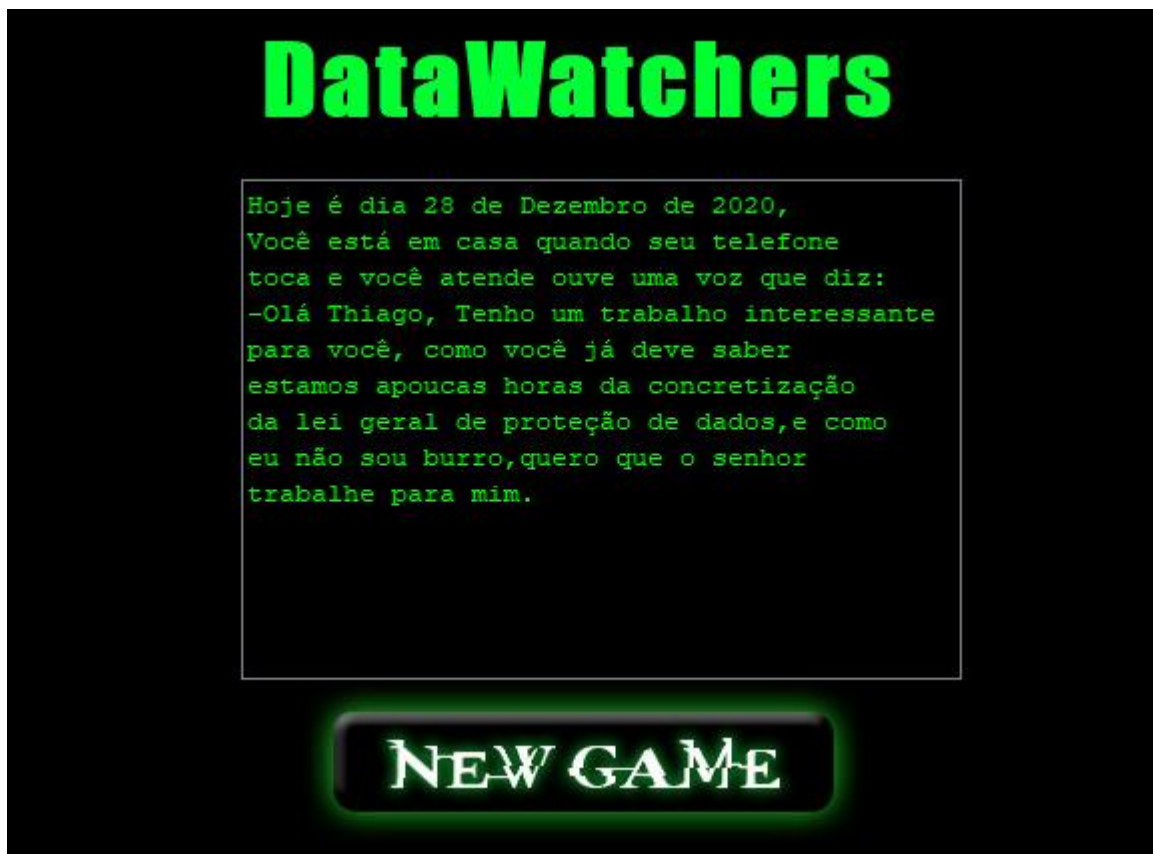 DataWatchers
Hoje é dia 28 de Dezembro de 2020,
Você está em casa quando seu telefone
toca e você atende ouve uma voz que diz:
-Olá Thiago, Tenho um trabalho interessante
para você, como você já deve saber
estamos apoucas horas da concretização
da lei geral de proteção de dados,e como
eu não sou burro,quero que o senhor
trabalhe para mim.
NEW GAME